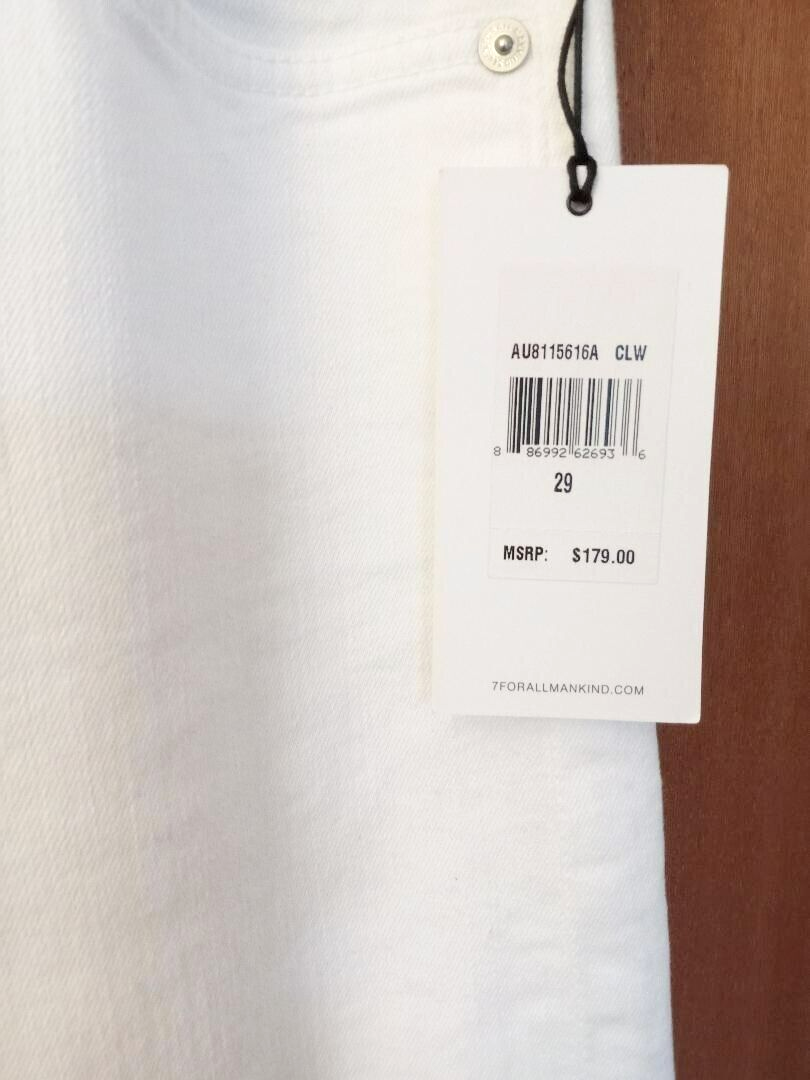 AU8115616A CLW
8 86992 62693 6
29
MSRP: $179.00
7FORALLMANKIND.COM